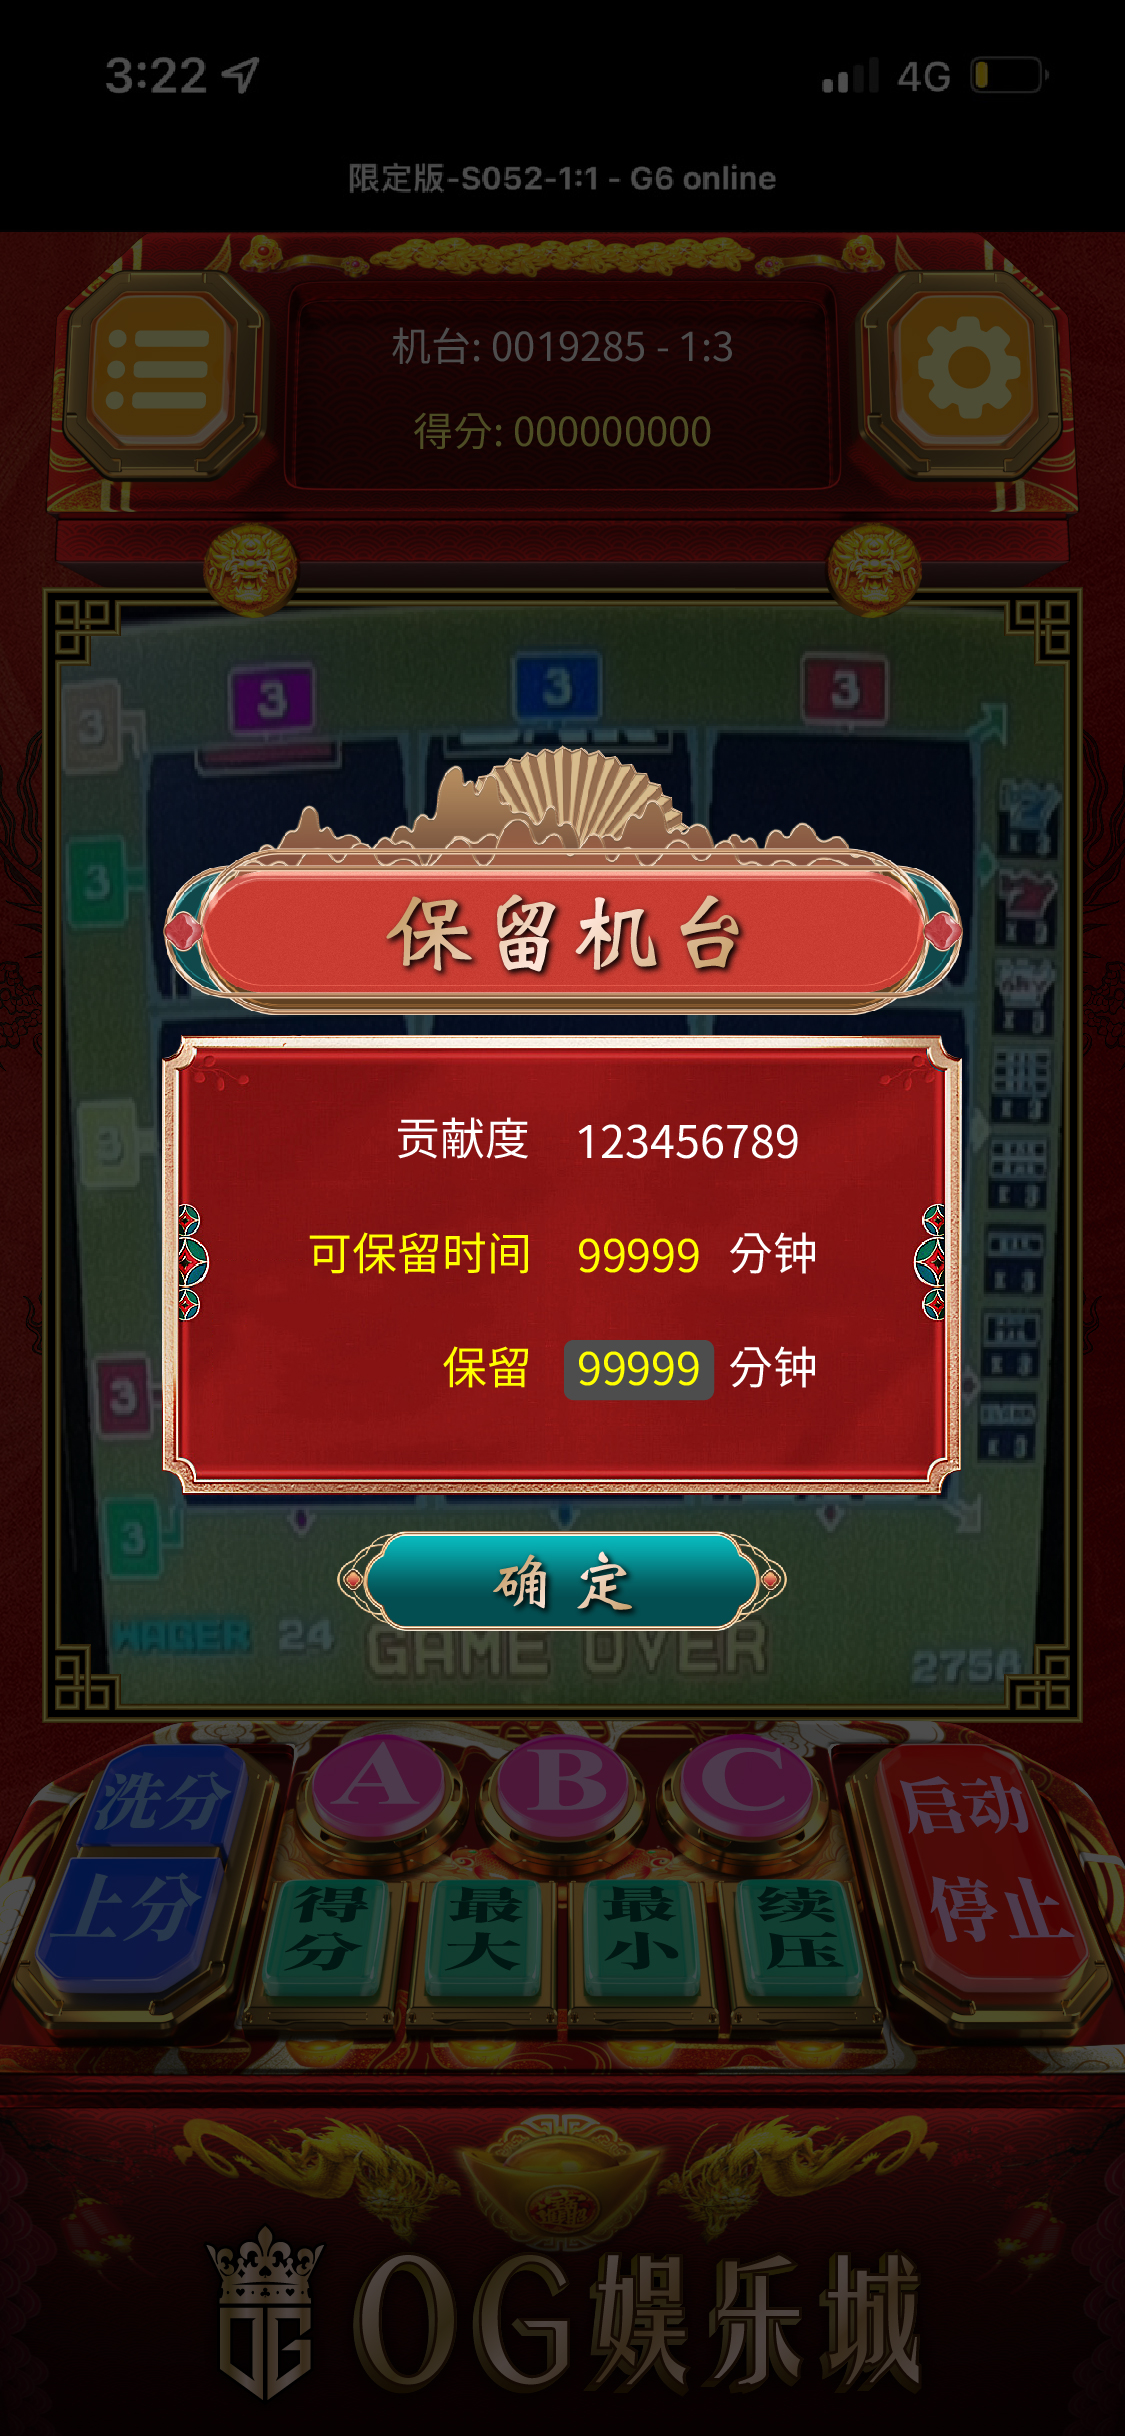 3:22 4G
限定版-S052-1:1 - G6 online
机台: 0019285 - 1:3
得分: 000000000
3 3 3
3
3
3
3
3
保留机台
贡献度 123456789
可保留时间 99999 分钟
保留 99999 分钟
确定
WAGER 24 GAME OVER
洗分 A B C 启动
上分 得分 最大 最小 续压 停止
OG
OG娱乐城